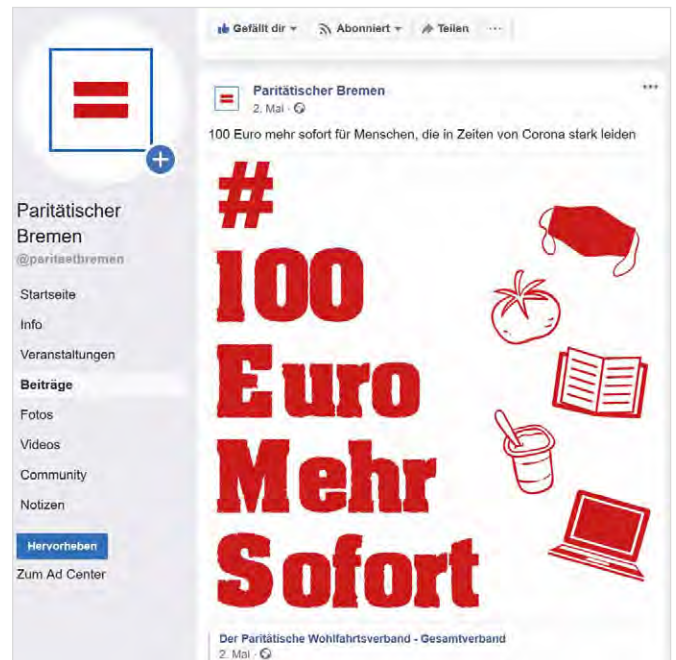 Gefällt dir Abonniert Teilen
Paritätischer
Bremen
@paritaetbremen
Startseite
Info
Veranstaltungen
Beiträge
Fotos
Videos
Community
Notizen
Hervorheben
Zum Ad Center
Paritätischer Bremen
2. Mai
100 Euro mehr sofort für Menschen, die in Zeiten von Corona stark leiden
#
100
Euro
Mehr
Sofort
Der Paritätische Wohlfahrtsverband - Gesamtverband
2. Mai